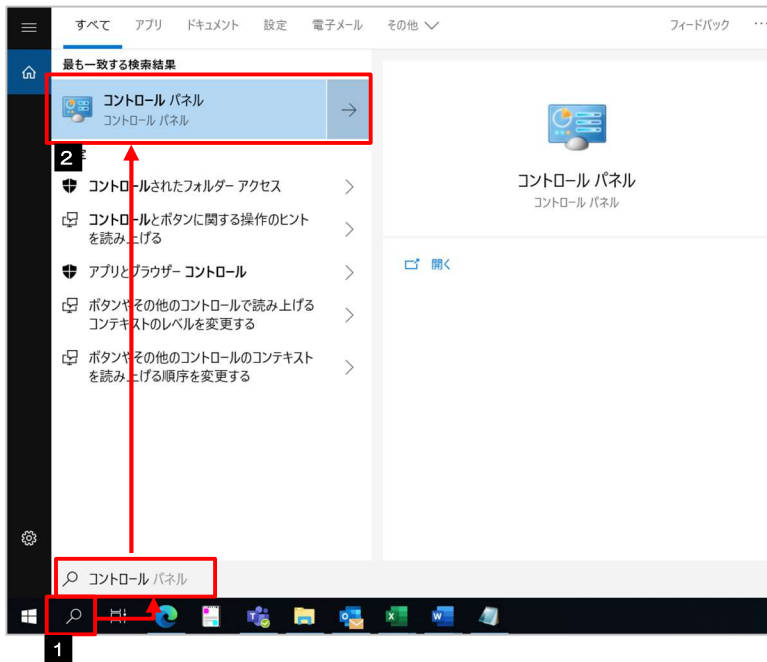 すべて アプリ ドキュメント 設定 電子メール その他 フィードバック ...
最も一致する検索結果
コントロール パネル
コントロール パネル
2
コントロールされたフォルダー アクセス
コントロールとボタンに関する操作のヒント
を読み上げる
アプリとブラウザー コントロール
ボタンやその他のコントロールで読み上げる
コンテキストのレベルを変更する
ボタンやその他のコントロールのコンテキスト
を読み上げる順序を変更する
コントロール パネル
コントロール パネル
開く
コントロール パネル
1